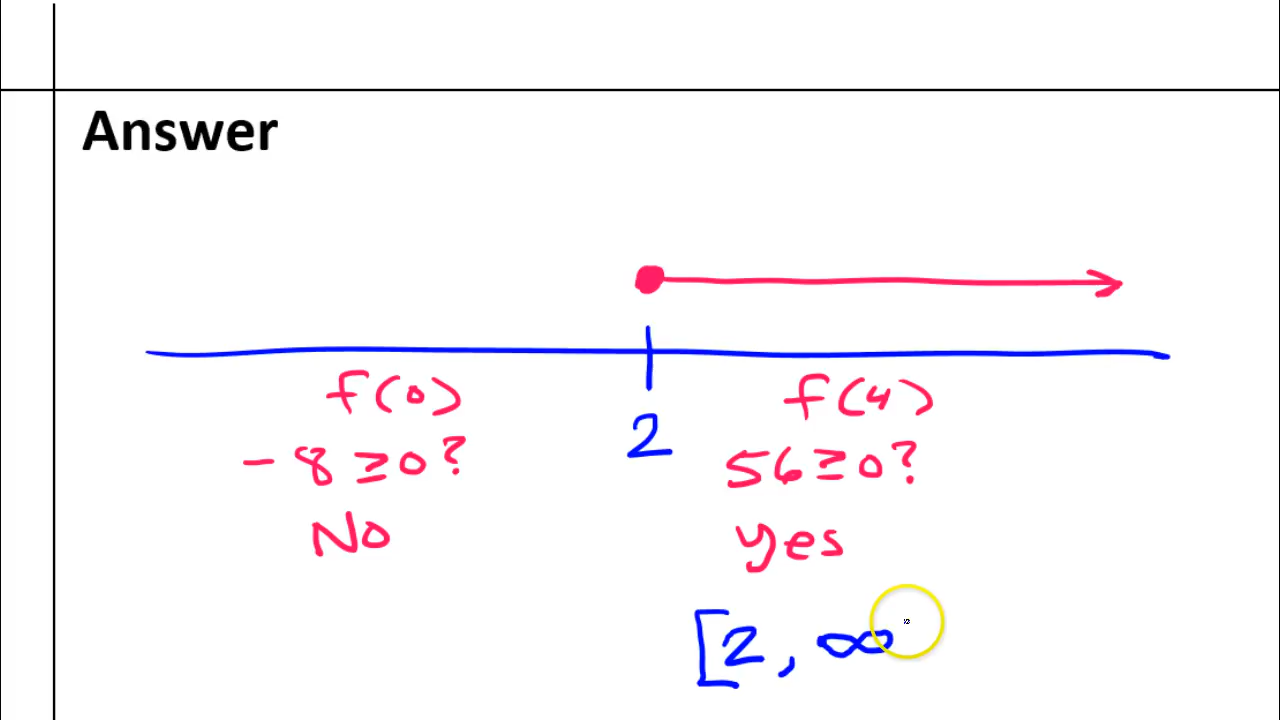 Answer
f(0) f(4)
2
-8≥0? 56≥0?
No yes
[2, ∞